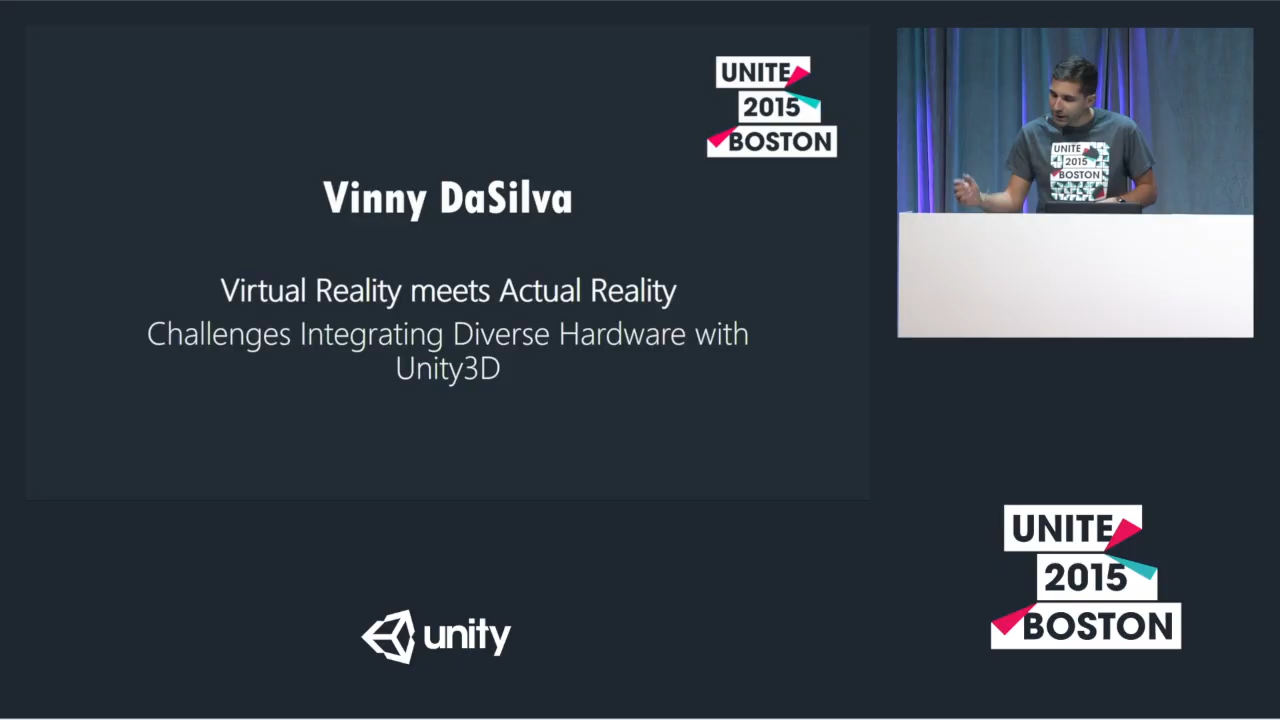 UNITE
2015
BOSTON
Vinny DaSilva
Virtual Reality meets Actual Reality
Challenges Integrating Diverse Hardware with
Unity3D
UNITE
2015
BOSTON
unity
UNITE
2015
BOSTON